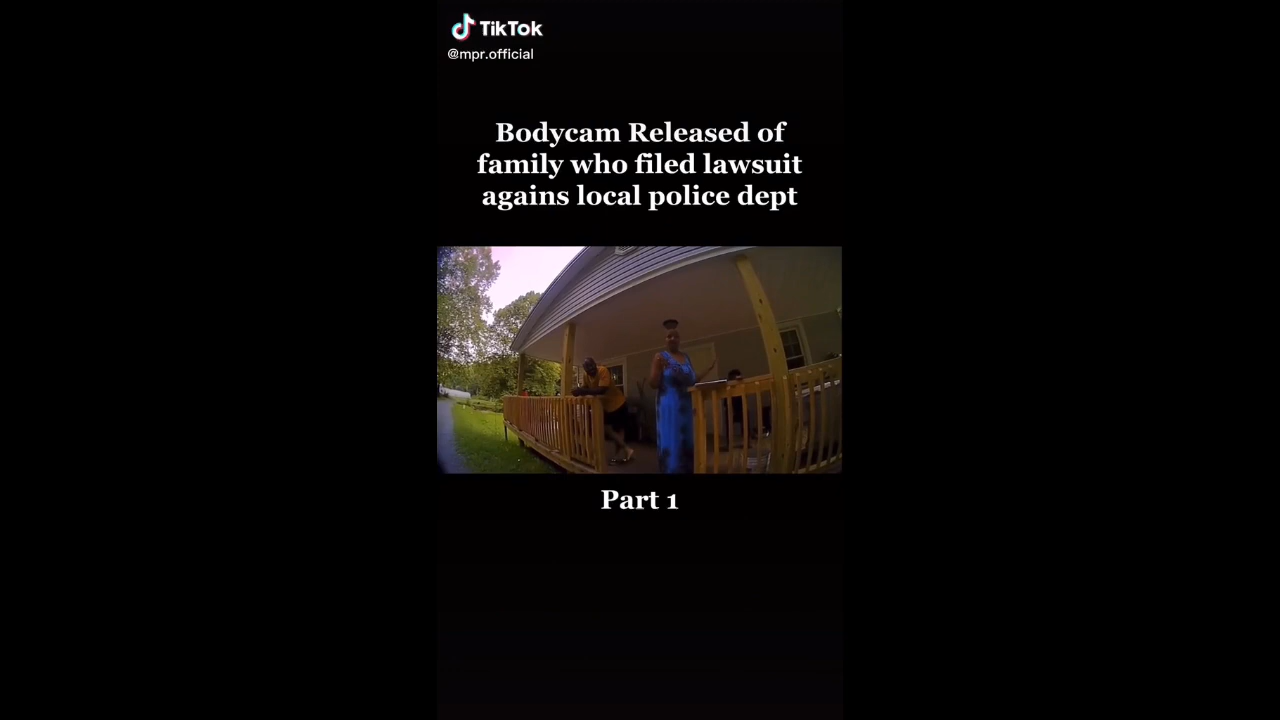 TikTok
@mpr.official
Bodycam Released of
family who filed lawsuit
agains local police dept
Part 1